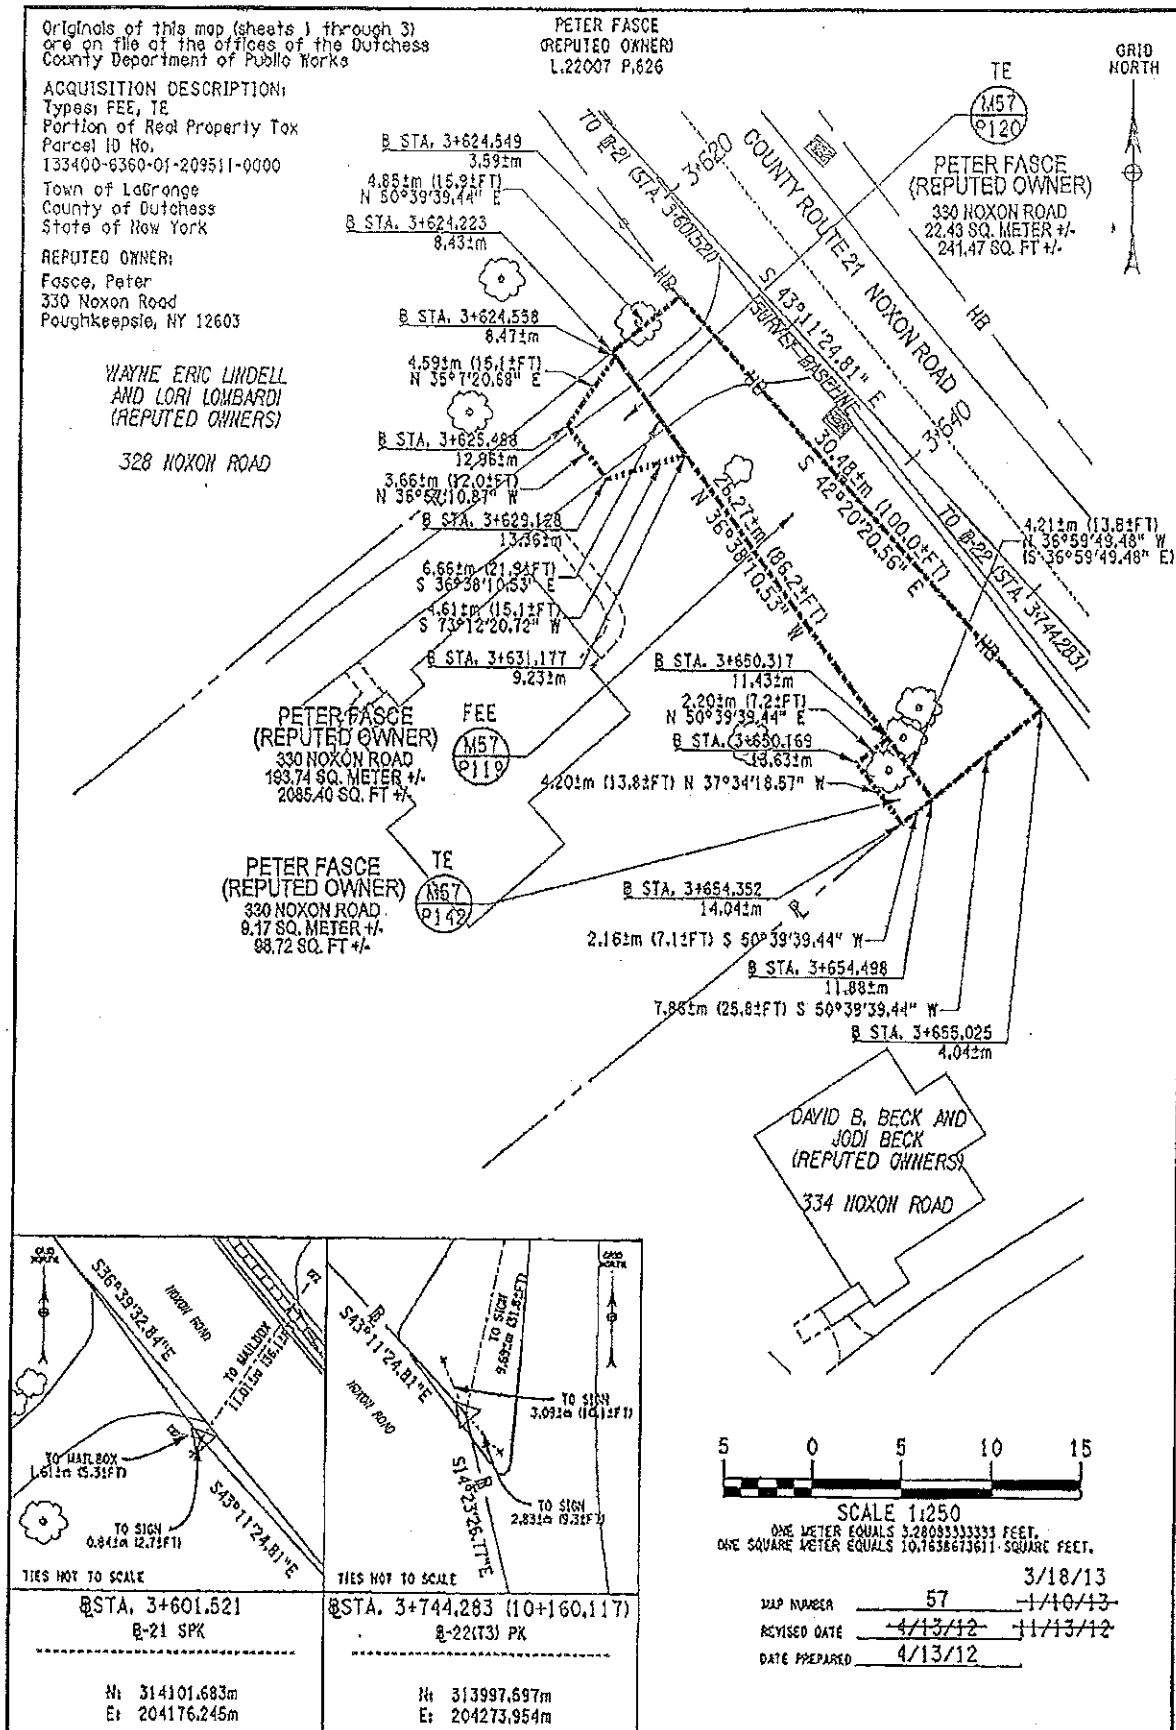 Originals of this map (sheets 1 through 3)
are on file at the offices of the Dutchess
County Department of Public Works
ACQUISITION DESCRIPTION:
Types: FEE, TE
Portion of Real Property Tax
Parcel ID No.
133400-6360-01-209511-0000
Town of LaGrange
County of Dutchess
State of New York
REPUTED OWNER:
Fasce, Peter
330 Noxon Road
Poughkeepsie, NY 12603
WAYNE ERIC LINDELL
AND LORI LOMBARDI
(REPUTED OWNERS)
328 NOXON ROAD
PETER FASCE
(REPUTED OWNER)
L.22007 P.626
GRID
NORTH
TE
M57
P120
PETER FASCE
(REPUTED OWNER)
330 NOXON ROAD
22.43 SQ. METER +/-
241.47 SQ. FT +/-
B STA. 3+624.549
3.59±m
4.85±m (15.9±FT)
N 50°39'39.44" E
B STA. 3+624.223
8.43±m
B STA. 3+624.558
8.47±m
4.59±m (15.1±FT)
N 35°7'20.68" E
B STA. 3+625.488
12.96±m
3.66±m (12.0±FT)
N 36°52'10.87" W
B STA. 3+629.128
13.36±m
6.66±m (21.9±FT)
S 36°38'10.53" E
4.61±m (15.1±FT)
S 73°12'20.72" W
B STA. 3+631.177
9.23±m
TO B-21 (STA. 3+601.521)
3+620
COUNTY ROUTE 21 NOXON ROAD
S 43°11'24.81" E
SURVEY BASELINE
3+640
TO B-22 (STA. 3+744.283)
HB
HB
HB
HB
30.48±m (100.0±FT)
S 42°20'20.56" E
26.27±m (86.2±FT)
N 36°38'10.53" W
4.21±m (13.8±FT)
N 36°59'49.48" W
(S 36°59'49.48" E)
B STA. 3+650.317
11.43±m
2.20±m (7.2±FT)
N 50°39'39.44" E
B STA. 3+650.169
13.63±m
4.20±m (13.8±FT) N 37°34'18.57" W
PETER FASCE
(REPUTED OWNER)
330 NOXON ROAD
193.74 SQ. METER +/-
2085.40 SQ. FT +/-
FEE
M57
P119
PETER FASCE
(REPUTED OWNER)
330 NOXON ROAD
9.17 SQ. METER +/-
98.72 SQ. FT +/-
TE
M57
P142
B STA. 3+654.352
14.04±m
2.16±m (7.1±FT) S 50°39'39.44" W
B STA. 3+654.498
11.88±m
7.86±m (25.8±FT) S 50°39'39.44" W
B STA. 3+655.025
4.04±m
DAVID B. BECK AND
JODI BECK
(REPUTED OWNERS)
334 NOXON ROAD
GRID
NORTH
S36°39'32.84"E
NOXON ROAD
TO MAILBOX
TO MAILBOX
1.61±m (5.3±FT)
TO SIGN
0.84±m (2.7±FT)
S43°11'24.81"E
TIES NOT TO SCALE
BSTA. 3+601.521
B-21 SPK
N: 314101.683m
E: 204176.245m
GRID
NORTH
B
S43°11'24.81"E
NOXON ROAD
TO SIGN
9.69±m (31.8±FT)
TO SIGN
3.09±m (10.1±FT)
TO SIGN
2.83±m (9.3±FT)
B
S14°23'26.77"E
TIES NOT TO SCALE
BSTA. 3+744.283 (10+160.117)
B-22(T3) PK
N: 313997.597m
E: 204273.954m
5 0 5 10 15
SCALE 1:250
ONE METER EQUALS 3.28083333333 FEET.
ONE SQUARE METER EQUALS 10.7638673611 SQUARE FEET.
3/18/13
MAP NUMBER 57 1/10/13
REVISED DATE 4/13/12 11/13/12
DATE PREPARED 4/13/12